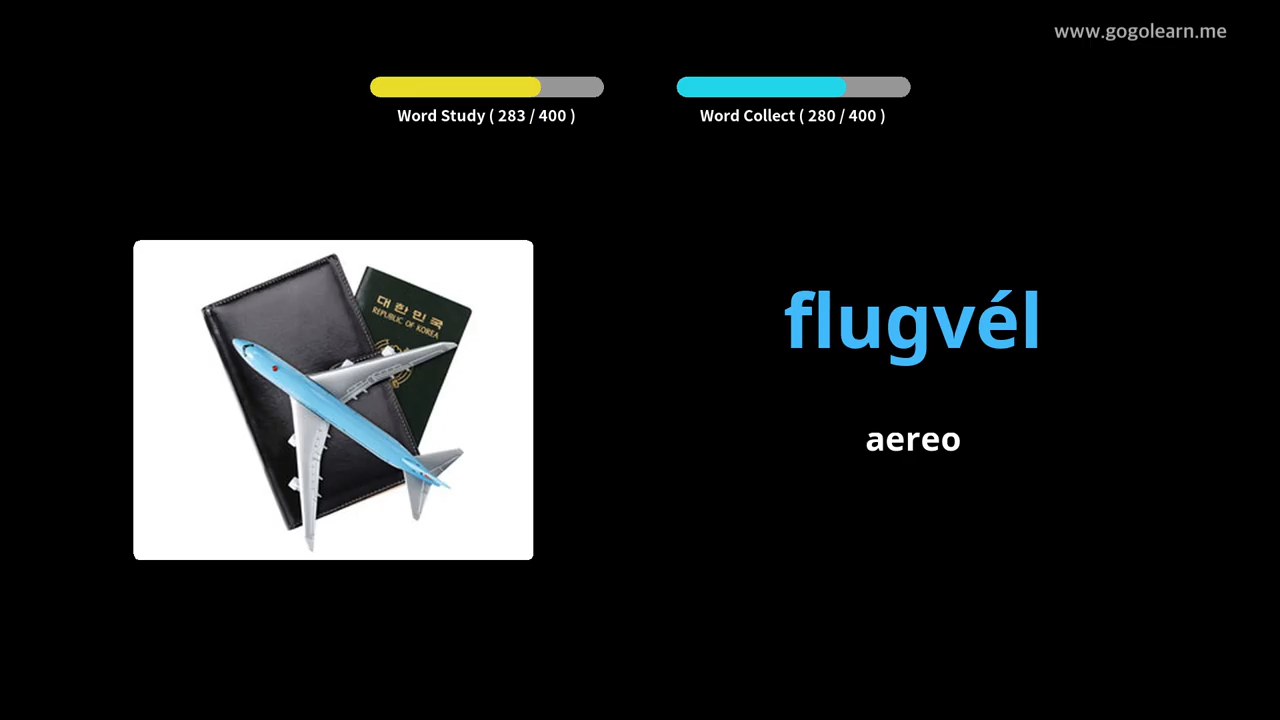 www.gogolearn.me
Word Study ( 283 / 400 )
Word Collect ( 280 / 400 )
대한민국
REPUBLIC OF KOREA
flugvél
aereo